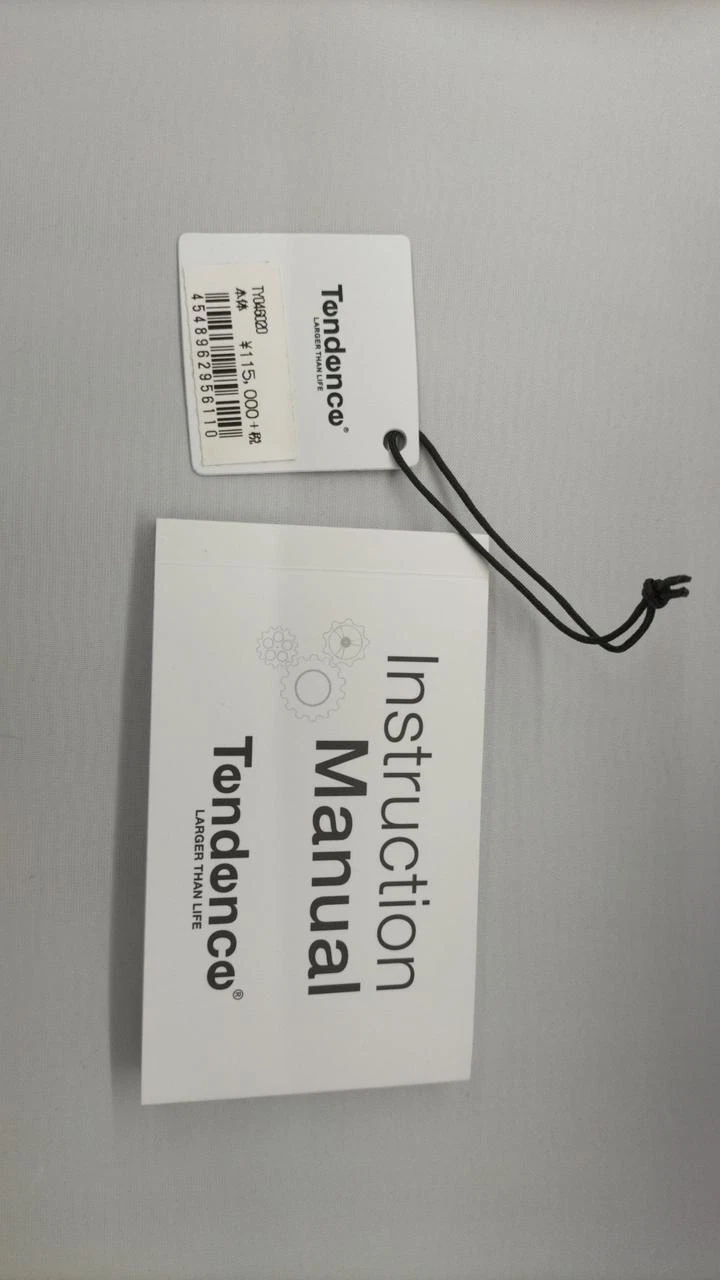 Tendence®
LARGER THAN LIFE
TY046020
本体 ¥115,000+税
4548962956110
Instruction
Manual
Tendence®
LARGER THAN LIFE